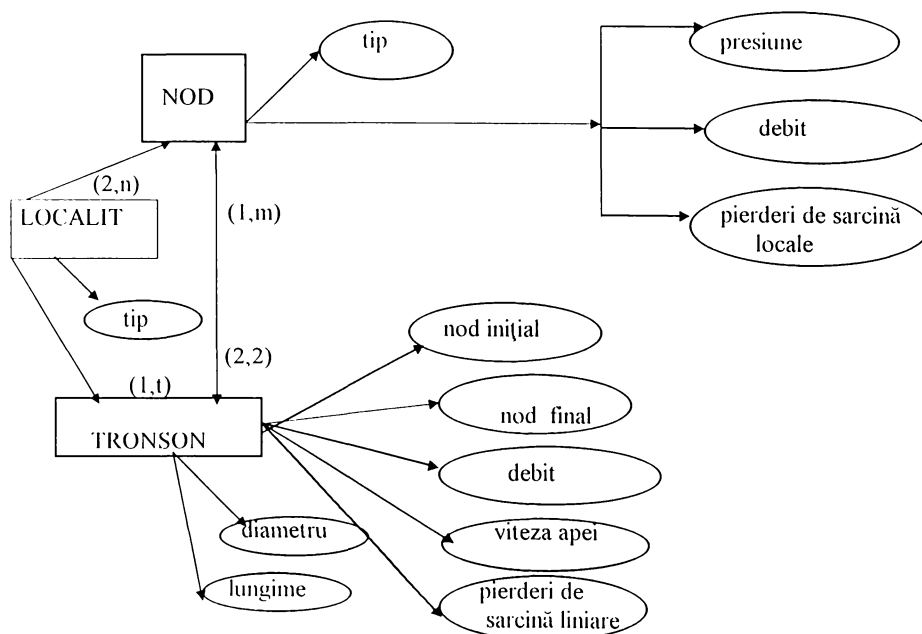 tip
presiune
NOD
debit
(2,n)
(1,m)
LOCALIT
pierderi de sarcină
locale
tip
nod iniţial
(2,2)
(1,t)
nod final
TRONSON
debit
diametru
viteza apei
lungime
pierderi de
sarcină liniare